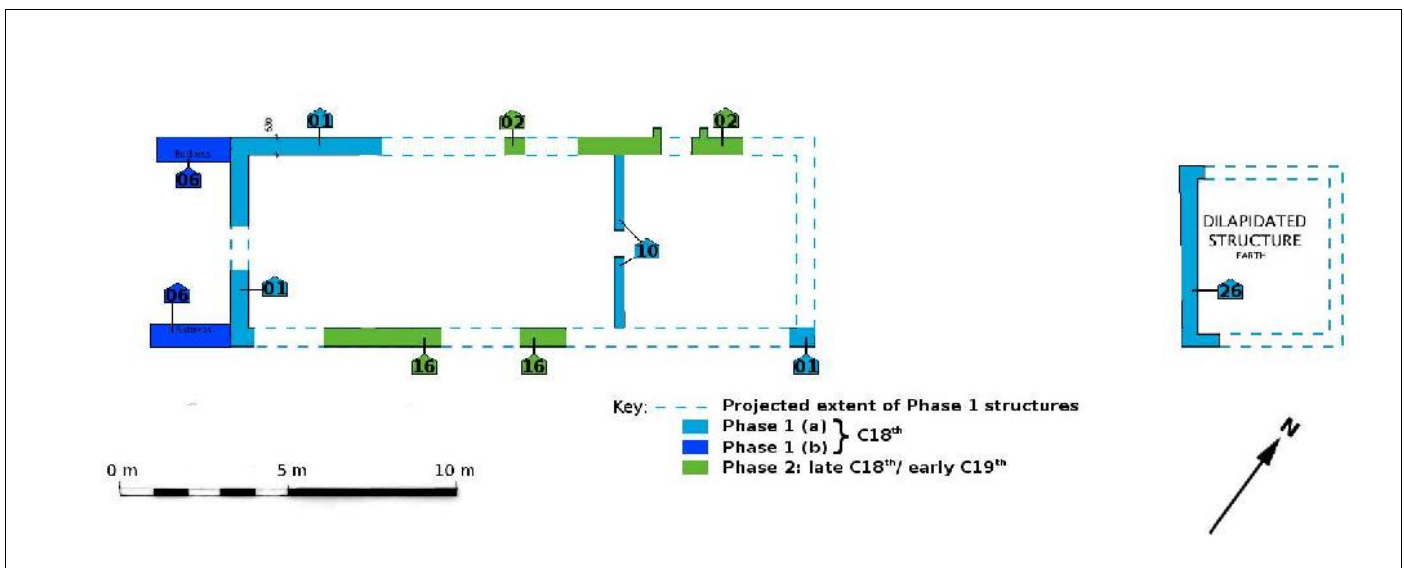 01
02
02
630
Buttress
06
10
06
01
Buttress
16
16
01
DILAPIDATED
STRUCTURE
EARTH
26
Key: Projected extent of Phase 1 structures
Phase 1 (a)
Phase 1 (b)
} C18th
Phase 2: late C18th/ early C19th
0 m 5 m 10 m
N